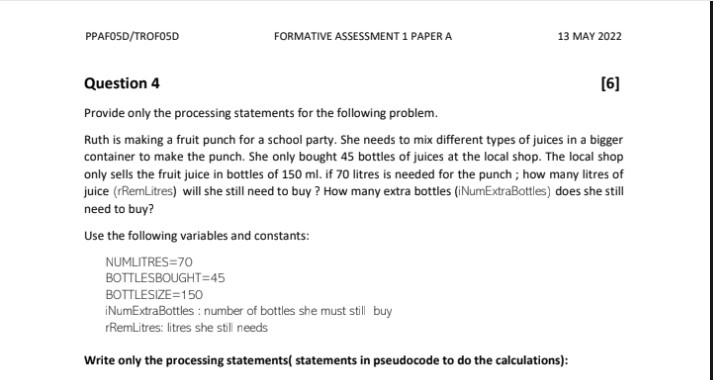 PPAF05D/TROF05D FORMATIVE ASSESSMENT 1 PAPER A 13 MAY 2022
Question 4 [6]
Provide only the processing statements for the following problem.
Ruth is making a fruit punch for a school party. She needs to mix different types of juices in a bigger
container to make the punch. She only bought 45 bottles of juices at the local shop. The local shop
only sells the fruit juice in bottles of 150 ml. if 70 litres is needed for the punch ; how many litres of
juice (rRemLitres) will she still need to buy ? How many extra bottles (iNumExtraBottles) does she still
need to buy?
Use the following variables and constants:
NUMLITRES=70
BOTTLESBOUGHT=45
BOTTLESIZE=150
iNumExtraBottles : number of bottles she must still buy
rRemLitres: litres she still needs
Write only the processing statements( statements in pseudocode to do the calculations):